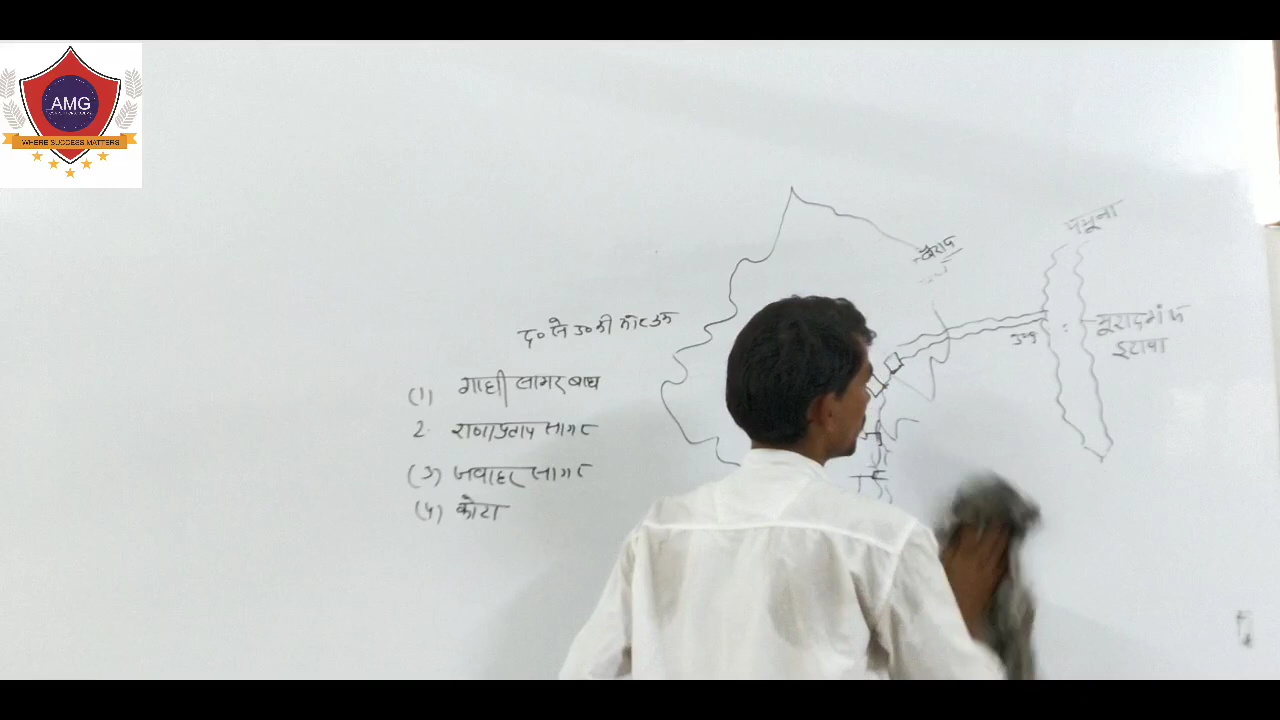 AMG
WHERE SUCCESS MATTERS
यमूना
द० से उ० की ओर
(1) गाधी सागर बाध
2. राणाप्रताप सागर
(3) जवाहर सागर
(4) कोटा
इटावा